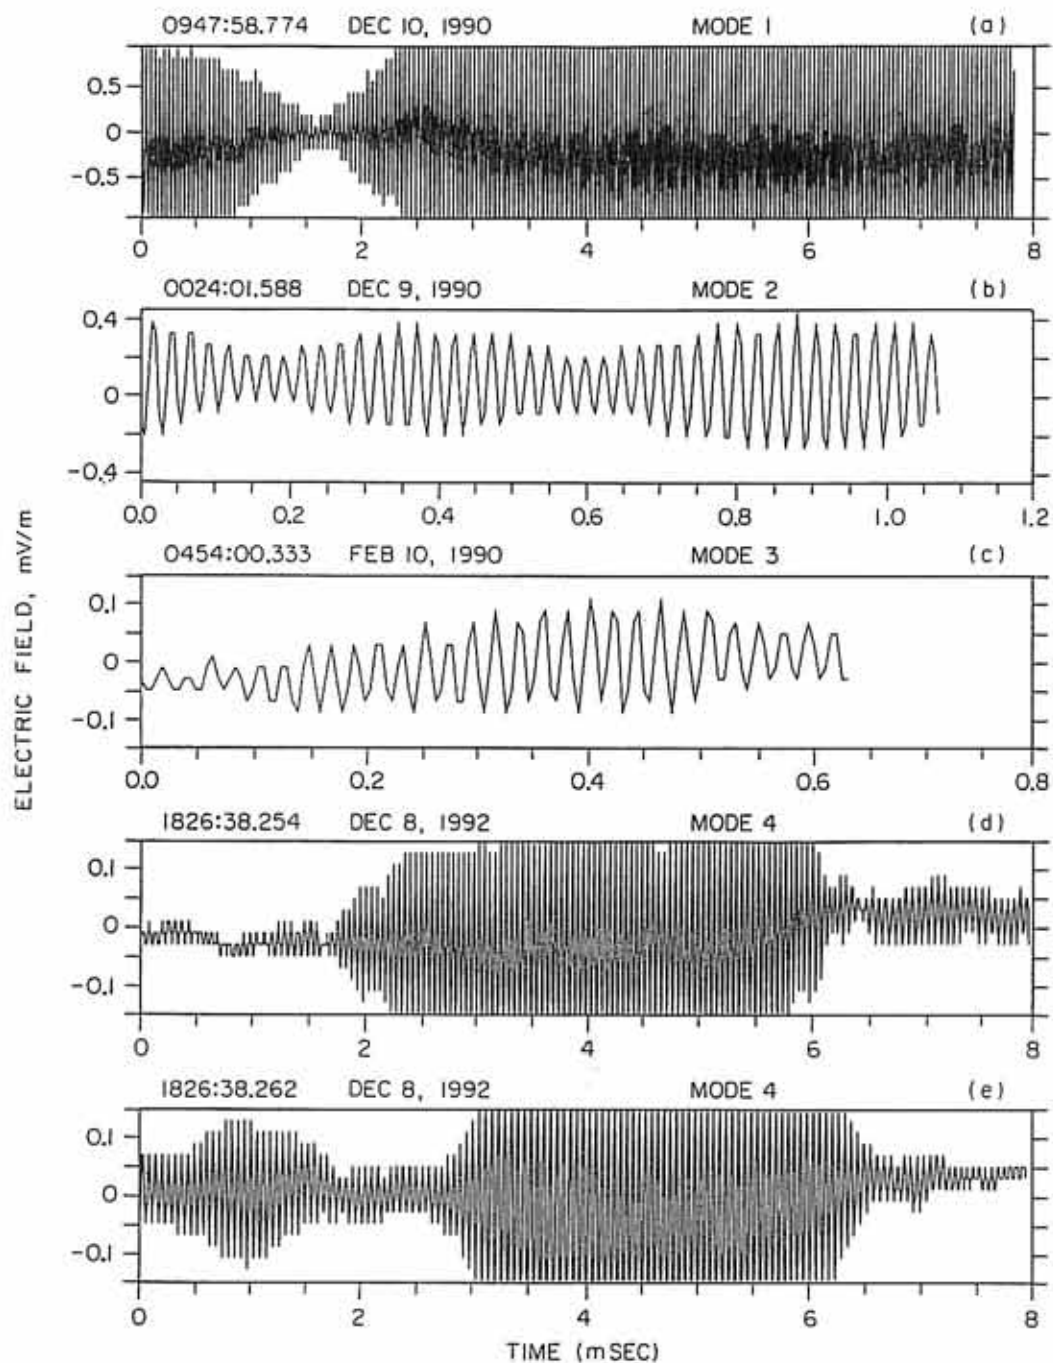 0947:58.774 DEC 10, 1990 MODE 1 (a)
0.5
0
-0.5
0 2 4 6 8
0024:01.588 DEC 9, 1990 MODE 2 (b)
0.4
0
-0.4
0.0 0.2 0.4 0.6 0.8 1.0 1.2
0454:00.333 FEB 10, 1990 MODE 3 (c)
0.1
0
-0.1
0.0 0.2 0.4 0.6 0.8
ELECTRIC FIELD, mV/m
1826:38.254 DEC 8, 1992 MODE 4 (d)
0.1
0
-0.1
0 2 4 6 8
1826:38.262 DEC 8, 1992 MODE 4 (e)
0.1
0
-0.1
0 2 4 6 8
TIME (mSEC)